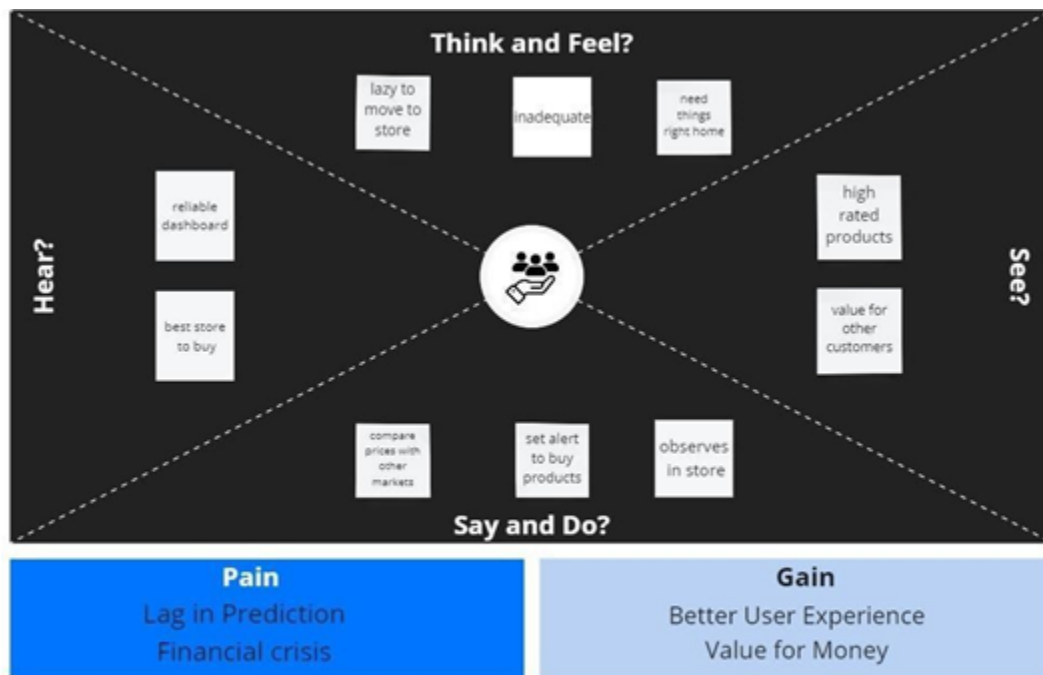 Think and Feel?
lazy to
move to
store
inadequate
need
things
right home
Hear?
reliable
dashboard
best store
to buy
See?
high
rated
products
value for
other
customers
compare
prices with
other
markets
set alert
to buy
products
observes
in store
Say and Do?
Pain
Lag in Prediction
Financial crisis
Gain
Better User Experience
Value for Money